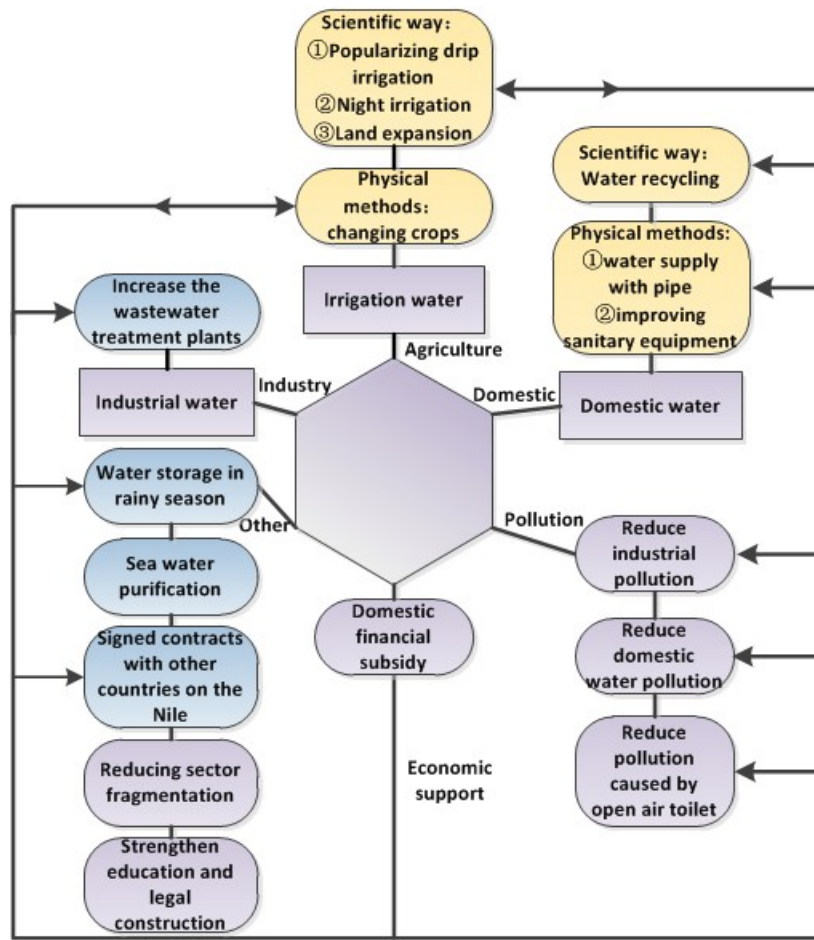 Scientific way:
①Popularizing drip
irrigation
②Night irrigation
③Land expansion
Physical
methods:
changing crops
Irrigation water
Agriculture
Scientific way:
Water recycling
Physical methods:
①water supply
with pipe
②improving
sanitary equipment
Domestic water
Domestic
Increase the
wastewater
treatment plants
Industrial water
Industry
Water storage in
rainy season
Other
Sea water
purification
Signed contracts
with other
countries on the
Nile
Reducing sector
fragmentation
Strengthen
education and
legal
construction
Domestic
financial
subsidy
Economic
support
Pollution
Reduce
industrial
pollution
Reduce
domestic
water pollution
Reduce
pollution
caused by
open air toilet